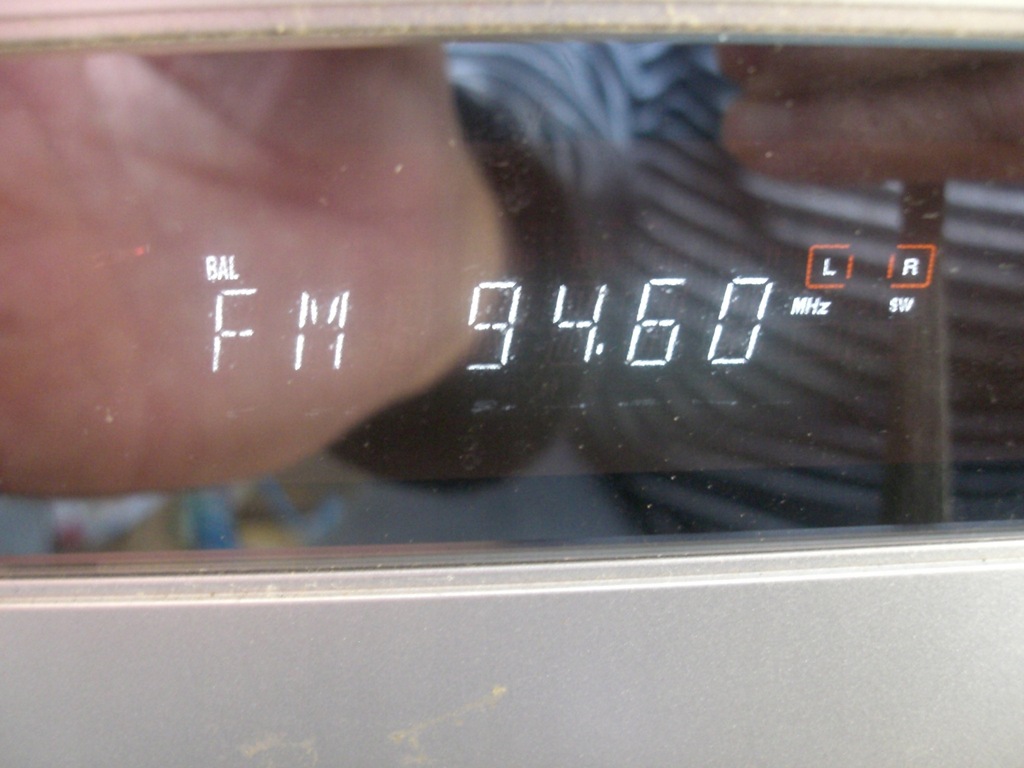 BAL L R
FM 94.60 MHz SW